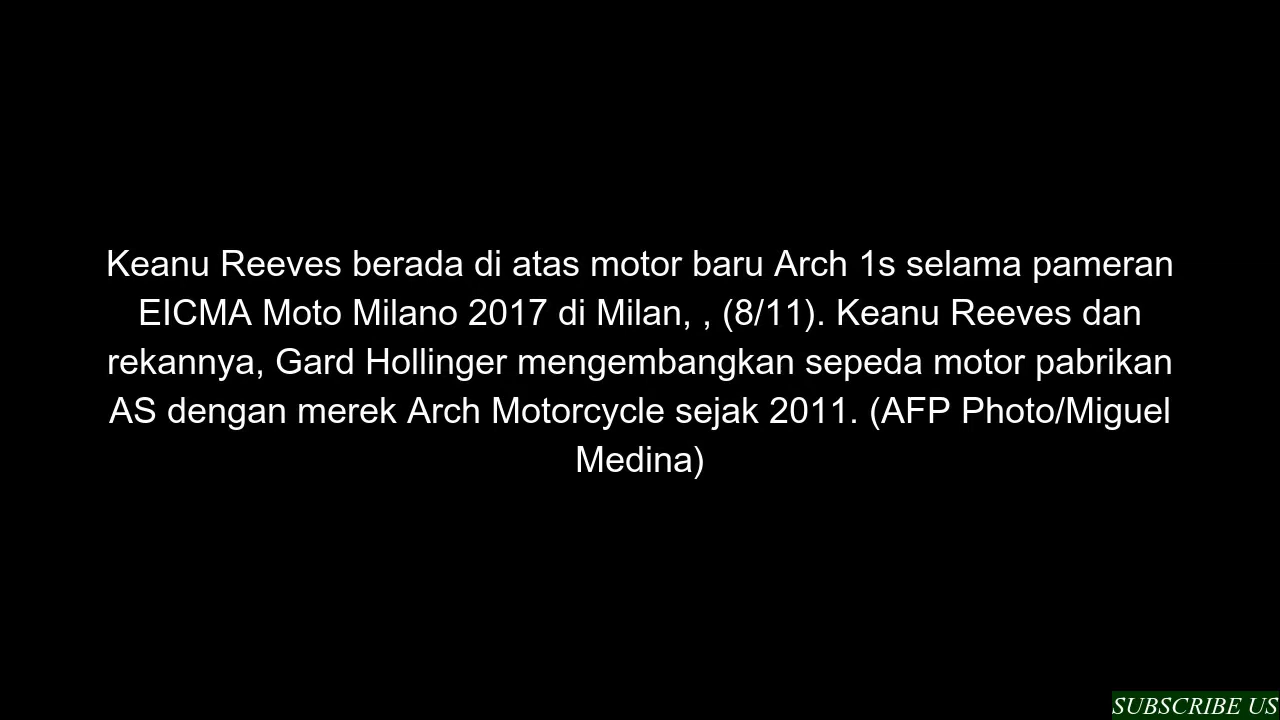 Keanu Reeves berada di atas motor baru Arch 1s selama pameran
EICMA Moto Milano 2017 di Milan, , (8/11). Keanu Reeves dan
rekannya, Gard Hollinger mengembangkan sepeda motor pabrikan
AS dengan merek Arch Motorcycle sejak 2011. (AFP Photo/Miguel
Medina)
SUBSCRIBE US